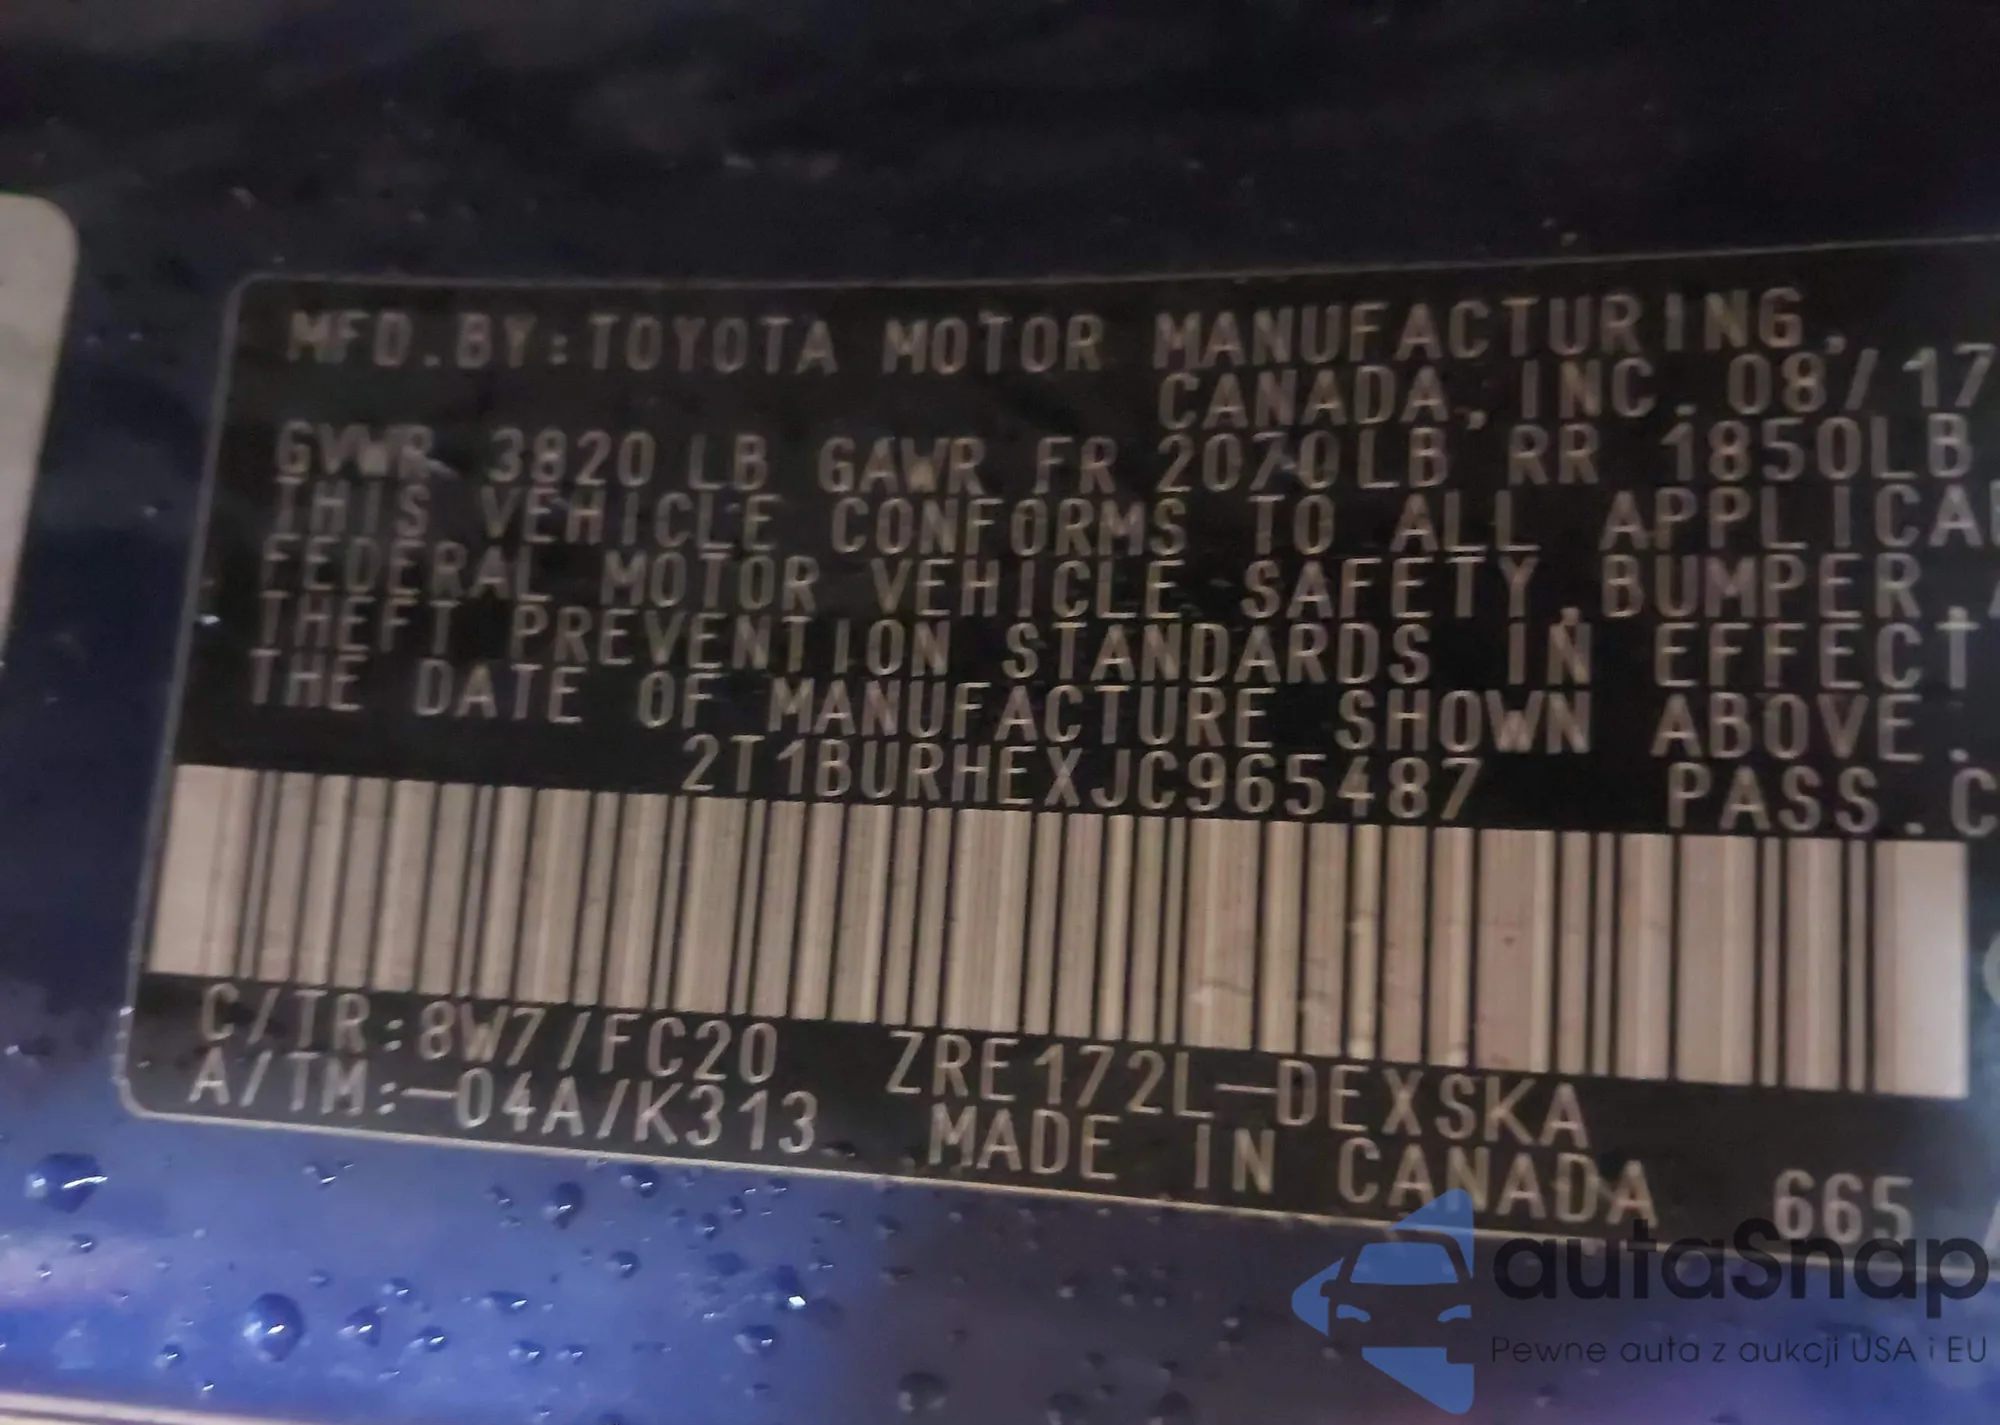 MFD.BY:TOYOTA MOTOR MANUFACTURING,
CANADA, INC. 08/17
GVWR 3820 LB GAWR FR 2070LB RR 1850LB
THIS VEHICLE CONFORMS TO ALL
FEDERAL MOTOR VEHICLE SAFETY, BUMPER,
THEFT PREVENTION STANDARDS IN EFFECT
THE DATE OF MANUFACTURE SHOWN ABOVE.
2T1BURHEXJC965487 PASS.C
C/TR:8W7/FC20 ZRE172L-DEXSKA
A/TM:-04A/K313 MADE IN CANADA 665
autaSnap
Pewne auta z aukcji USA i EU